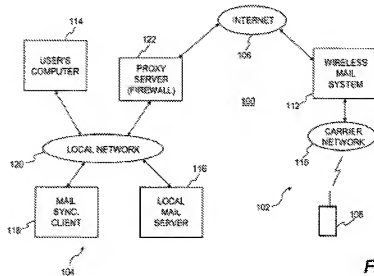 114
USER'S
COMPUTER
122
PROXY
SERVER
(FIREWALL)
INTERNET
106
WIRELESS
MAIL
SYSTEM
112
100
CARRIER
NETWORK
110
120
LOCAL NETWORK
116
MAIL
SYNC.
CLIENT
118
LOCAL
MAIL
SERVER
102
108
104
F